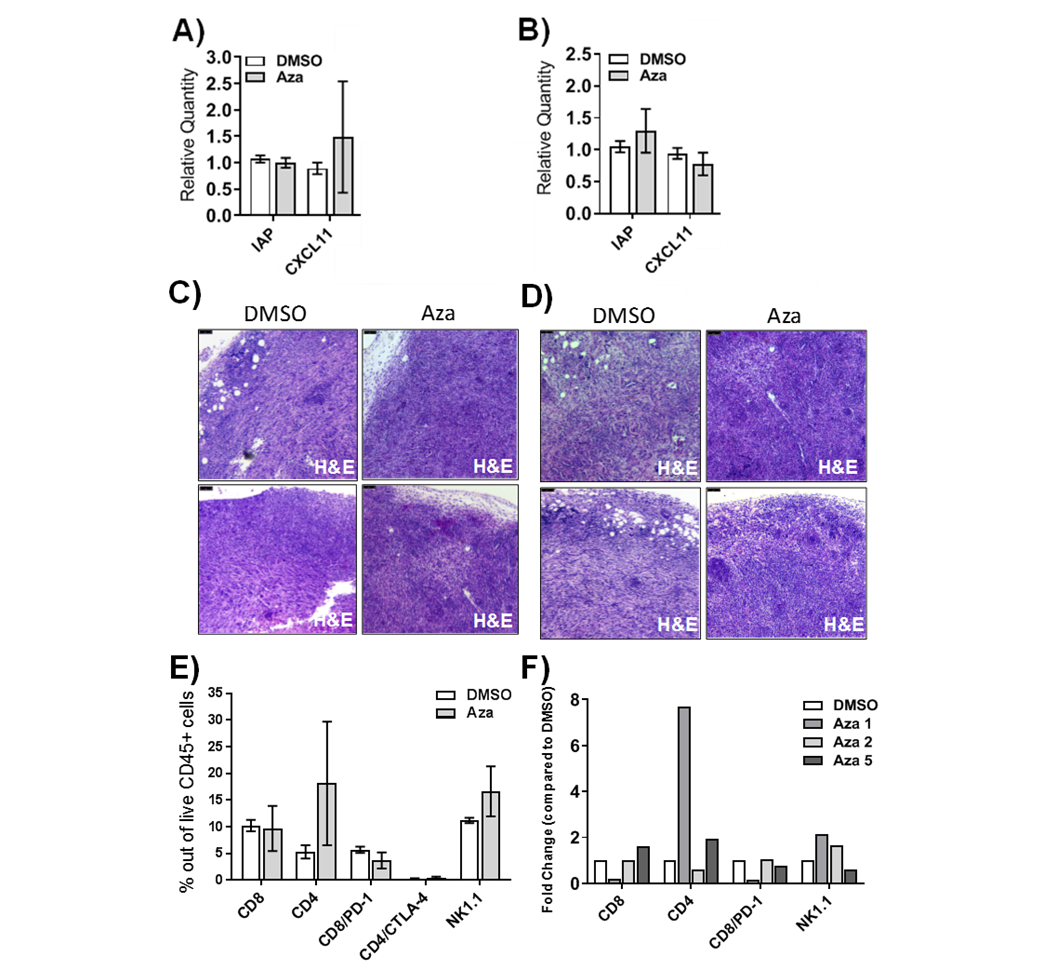 A)
Relative Quantity
3.0
2.5
2.0
1.5
1.0
0.5
0.0
DMSO
Aza
IAP
CXCL11
B)
Relative Quantity
2.5
2.0
1.5
1.0
0.5
0.0
DMSO
Aza
IAP
CXCL11
C)
DMSO
Aza
H&E
H&E
H&E
H&E
D)
DMSO
Aza
H&E
H&E
H&E
H&E
E)
% out of live CD45+ cells
35
30
25
20
15
10
5
0
DMSO
Aza
CD8
CD4
CD8/PD-1
CD4/CTLA-4
NK1.1
F)
Fold Change (compared to DMSO)
8
6
4
2
0
DMSO
Aza 1
Aza 2
Aza 5
CD8
CD4
CD8/PD-1
NK1.1